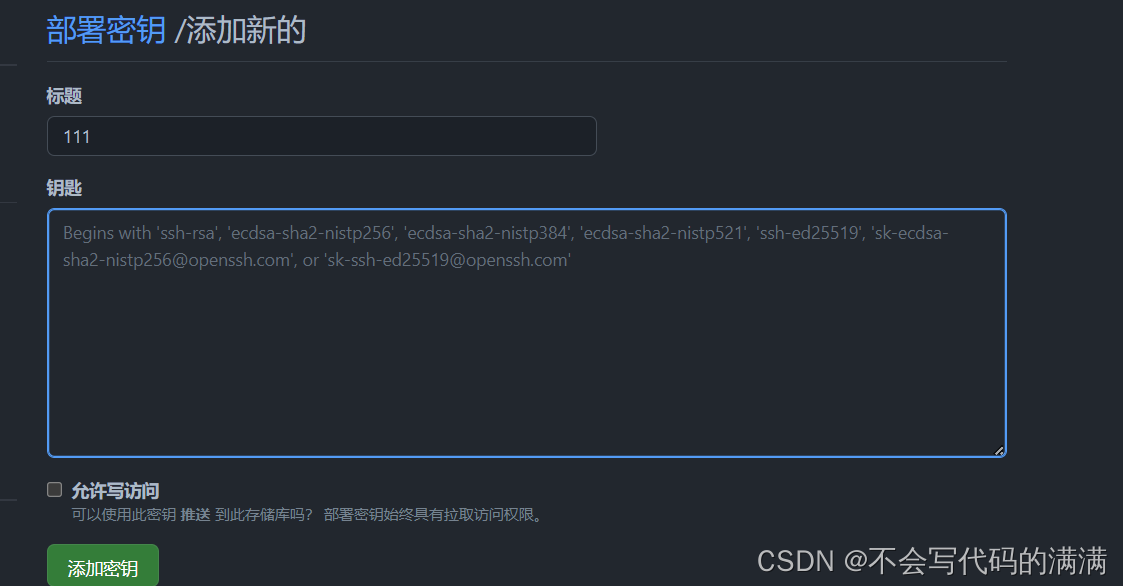 部署密钥 /添加新的
标题
111
钥匙
Begins with 'ssh-rsa', 'ecdsa-sha2-nistp256', 'ecdsa-sha2-nistp384', 'ecdsa-sha2-nistp521', 'ssh-ed25519', 'sk-ecdsa-
sha2-nistp256@openssh.com', or 'sk-ssh-ed25519@openssh.com'
允许写访问
可以使用此密钥 推送 到此存储库吗? 部署密钥始终具有拉取访问权限。
添加密钥
CSDN @不会写代码的满满